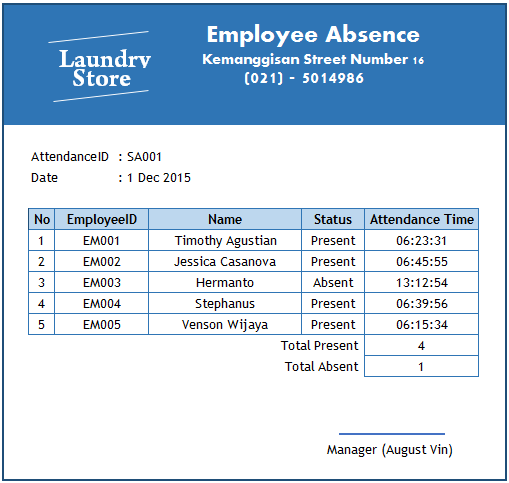 Laundry
Store
Employee Absence
Kemanggisan Street Number 16
(021) - 5014986
AttendanceID : SA001
Date : 1 Dec 2015
No EmployeeID Name Status Attendance Time
1 EM001 Timothy Agustian Present 06:23:31
2 EM002 Jessica Casanova Present 06:45:55
3 EM003 Hermanto Absent 13:12:54
4 EM004 Stephanus Present 06:39:56
5 EM005 Venson Wijaya Present 06:15:34
Total Present 4
Total Absent 1
Manager (August Vin)